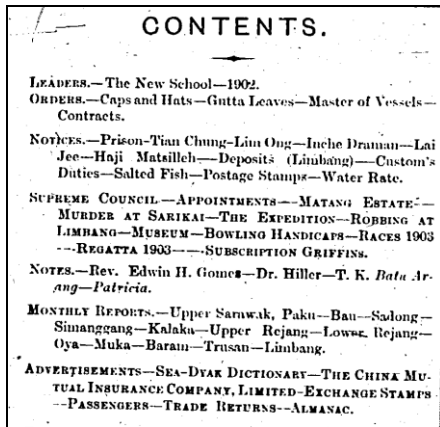 CONTENTS.
LEADERS.—The New School—1902.
ORDERS.—Caps and Hats—Gutta Leaves—Master of Vessels—
Contracts.
NOTICES.—Prison-Tian Chung-Lim Ong—Inche Draman—Lai
Jee—Haji Matsilleh—Deposits (Limbang)—Custom's
Duties—Salted Fish—Postage Stamps—Water Rate.
SUPREME COUNCIL—APPOINTMENTS—MATANG ESTATE—
MURDER AT SARIKAI—THE EXPEDITION—ROBBING AT
LIMBANG—MUSEUM—BOWLING HANDICAPS—RACES 1903
—REGATTA 1903——SUBSCRIPTION GRIFFINS.
NOTES.—Rev. Edwin H. Gomes—Dr. Hiller—T. K. Batu Ar-
ang—Patricia.
MONTHLY REPORTS.—Upper Sarawak, Paku—Bau—Sadong—
Simanggang—Kalaka—Upper Rejang—Lower Rejang—
Oya—Muka—Baram—Trusan—Limbang.
ADVERTISEMENTS—SEA-DYAK DICTIONARY—THE CHINA MU-
TUAL INSURANCE COMPANY, LIMITED-EXCHANGE STAMPS
—PASSENGERS—TRADE RETURNS—ALMANAC.